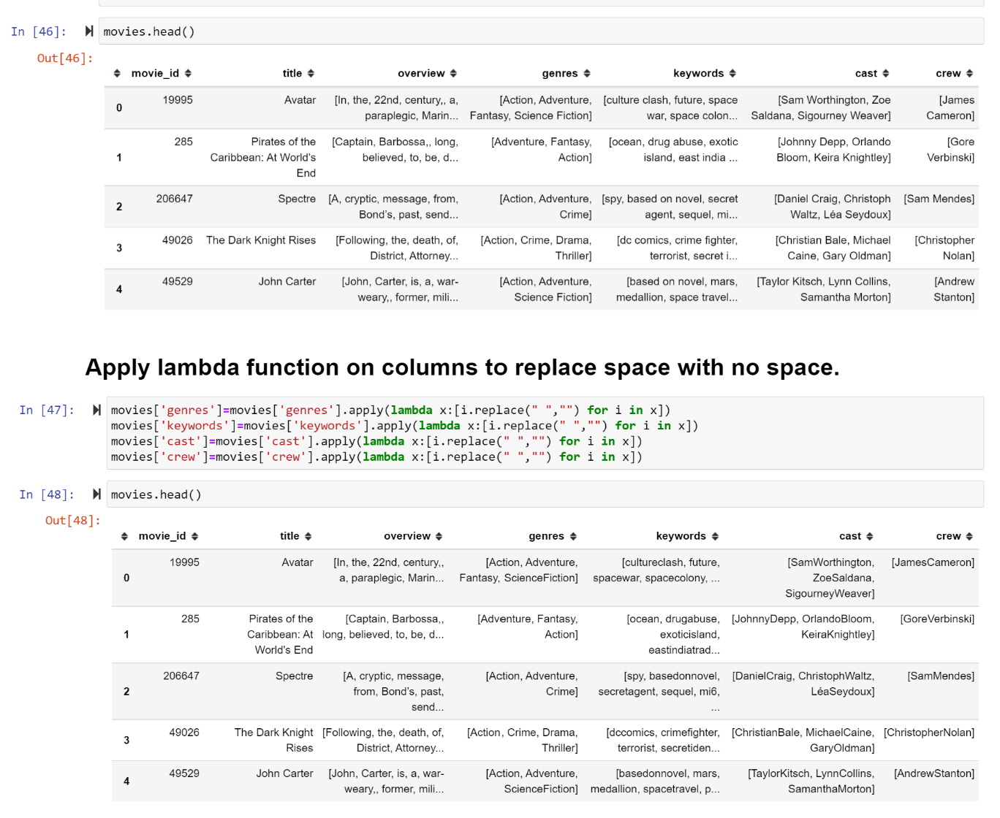 In [46]: movies.head()
Out[46]:
movie_id title overview genres keywords cast crew
0 19995 Avatar [In, the, 22nd, century,, a, paraplegic, Marin... [Action, Adventure, Fantasy, Science Fiction] [culture clash, future, space war, space colon... [Sam Worthington, Zoe Saldana, Sigourney Weaver] [James Cameron]
1 285 Pirates of the Caribbean: At World's End [Captain, Barbossa,, long, believed, to, be, d... [Adventure, Fantasy, Action] [ocean, drug abuse, exotic island, east india ... [Johnny Depp, Orlando Bloom, Keira Knightley] [Gore Verbinski]
2 206647 Spectre [A, cryptic, message, from, Bond’s, past, send... [Action, Adventure, Crime] [spy, based on novel, secret agent, sequel, mi... [Daniel Craig, Christoph Waltz, Léa Seydoux] [Sam Mendes]
3 49026 The Dark Knight Rises [Following, the, death, of, District, Attorney... [Action, Crime, Drama, Thriller] [dc comics, crime fighter, terrorist, secret i... [Christian Bale, Michael Caine, Gary Oldman] [Christopher Nolan]
4 49529 John Carter [John, Carter, is, a, war-weary,, former, mili... [Action, Adventure, Science Fiction] [based on novel, mars, medallion, space travel... [Taylor Kitsch, Lynn Collins, Samantha Morton] [Andrew Stanton]
Apply lambda function on columns to replace space with no space.
In [47]: movies['genres']=movies['genres'].apply(lambda x:[i.replace(" ","") for i in x])
movies['keywords']=movies['keywords'].apply(lambda x:[i.replace(" ","") for i in x])
movies['cast']=movies['cast'].apply(lambda x:[i.replace(" ","") for i in x])
movies['crew']=movies['crew'].apply(lambda x:[i.replace(" ","") for i in x])
In [48]: movies.head()
Out[48]:
movie_id title overview genres keywords cast crew
0 19995 Avatar [In, the, 22nd, century,, a, paraplegic, Marin... [Action, Adventure, Fantasy, ScienceFiction] [cultureclash, future, spacewar, spacecolony, ... [SamWorthington, ZoeSaldana, SigourneyWeaver] [JamesCameron]
1 285 Pirates of the Caribbean: At World's End [Captain, Barbossa,, long, believed, to, be, d... [Adventure, Fantasy, Action] [ocean, drugabuse, exoticisland, eastindiatrad... [JohnnyDepp, OrlandoBloom, KeiraKnightley] [GoreVerbinski]
2 206647 Spectre [A, cryptic, message, from, Bond’s, past, send... [Action, Adventure, Crime] [spy, basedonnovel, secretagent, sequel, mi6, ... [DanielCraig, ChristophWaltz, LéaSeydoux] [SamMendes]
3 49026 The Dark Knight Rises [Following, the, death, of, District, Attorney... [Action, Crime, Drama, Thriller] [dccomics, crimefighter, terrorist, secretiden... [ChristianBale, MichaelCaine, GaryOldman] [ChristopherNolan]
4 49529 John Carter [John, Carter, is, a, war-weary,, former, mili... [Action, Adventure, ScienceFiction] [basedonnovel, mars, medallion, spacetravel, p... [TaylorKitsch, LynnCollins, SamanthaMorton] [AndrewStanton]